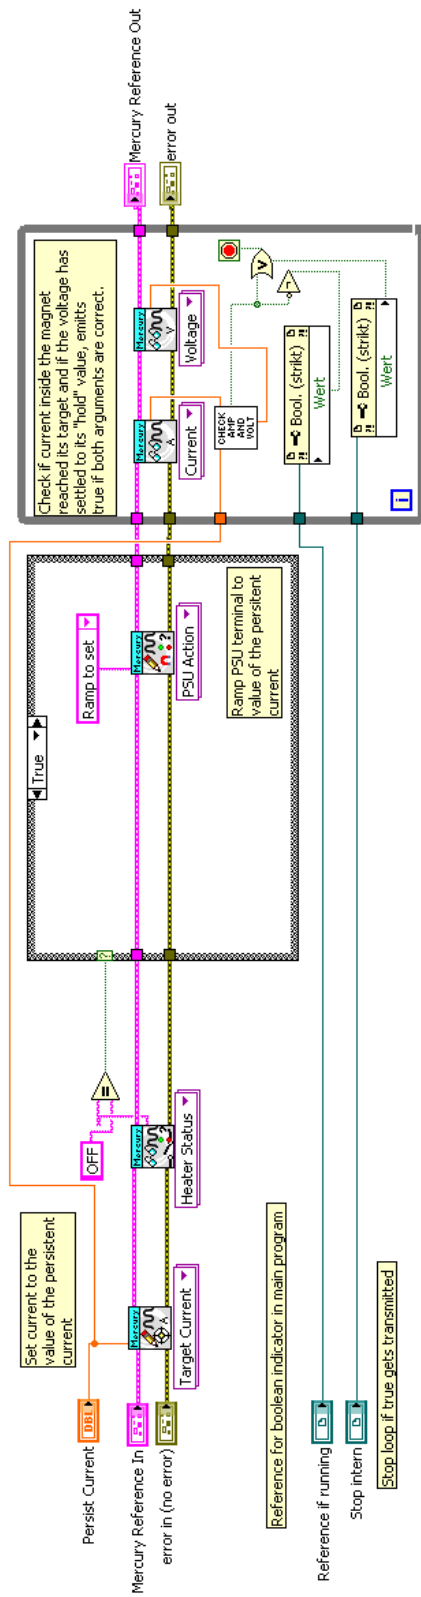 Persist Current
DBL
Mercury Reference In
error in (no error)
Set current to the
value of the persistent
current
Mercury
A
Target Current
OFF
=
Mercury
?
Heater Status
?
True
Ramp to set
Mercury
?
PSU Action
Ramp PSU terminal to
value of the persitent
current
Check if current inside the magnet
reached its target and if the voltage has
settled to its "hold" value, emitts
true if both arguments are correct.
Mercury
A
Current
Mercury
V
Voltage
CHECK
AMP
AND
VOLT
V
Bool. (strikt)
?!
Wert
Bool. (strikt)
?!
Wert
i
Mercury Reference Out
error out
Reference for boolean indicator in main program
Reference if running
Stop intern
Stop loop if true gets transmitted